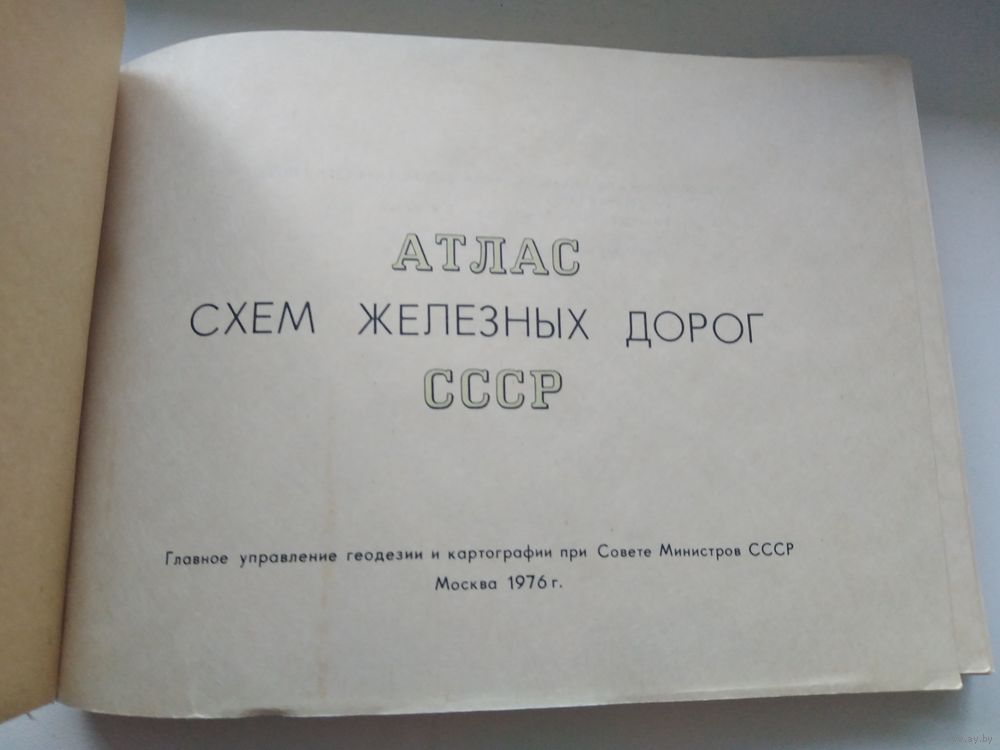 АТЛАС
СХЕМ ЖЕЛЕЗНЫХ ДОРОГ
СССР
Главное управление геодезии и картографии при Совете Министров СССР
Москва 1976 г.